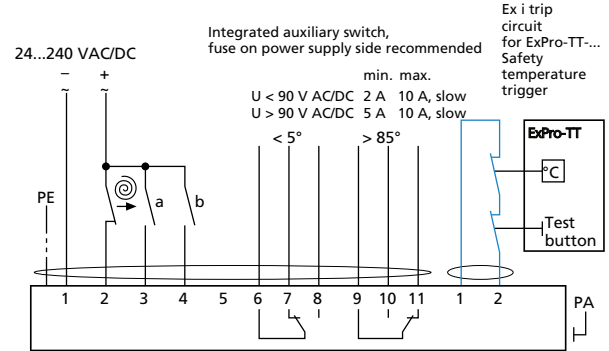 Integrated auxiliary switch,
fuse on power supply side recommended
Ex i trip
circuit
for ExPro-TT-...
Safety
temperature
trigger
24...240 VAC/DC
– +
~ ~
min. max.
U < 90 V AC/DC 2 A 10 A, slow
U > 90 V AC/DC 5 A 10 A, slow
< 5° > 85°
ExPro-TT
°C
Test
button
PE
a b
1 2 3 4 5 6 7 8 9 10 11 1 2
PA